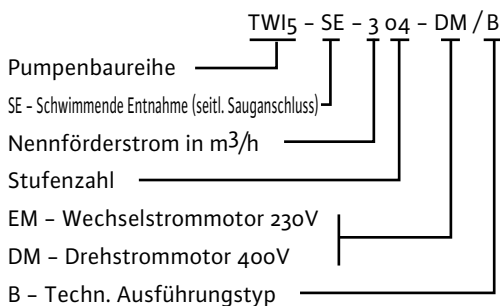 TWI5 – SE – 3 04 – DM / B
Pumpenbaureihe
SE – Schwimmende Entnahme (seitl. Sauganschluss)
Nennförderstrom in m³/h
Stufenzahl
EM – Wechselstrommotor 230V
DM – Drehstrommotor 400V
B – Techn. Ausführungstyp